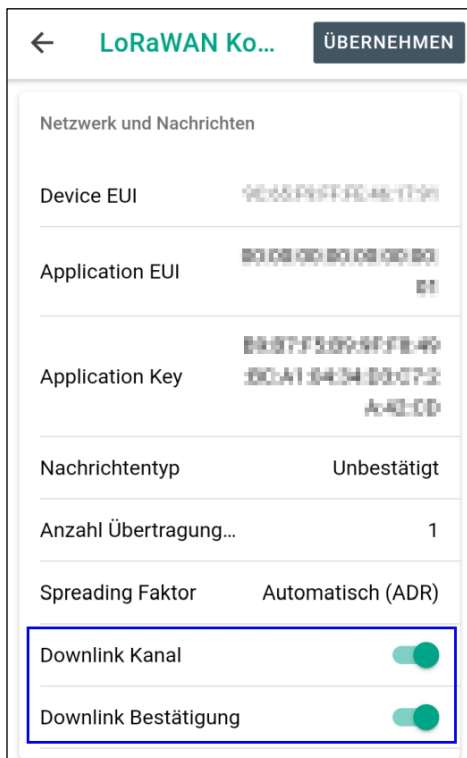 LoRaWAN Ko...
ÜBERNEHMEN
Netzwerk und Nachrichten
Device EUI
Application EUI
Application Key
Nachrichtentyp Unbestätigt
Anzahl Übertragung... 1
Spreading Faktor Automatisch (ADR)
Downlink Kanal
Downlink Bestätigung